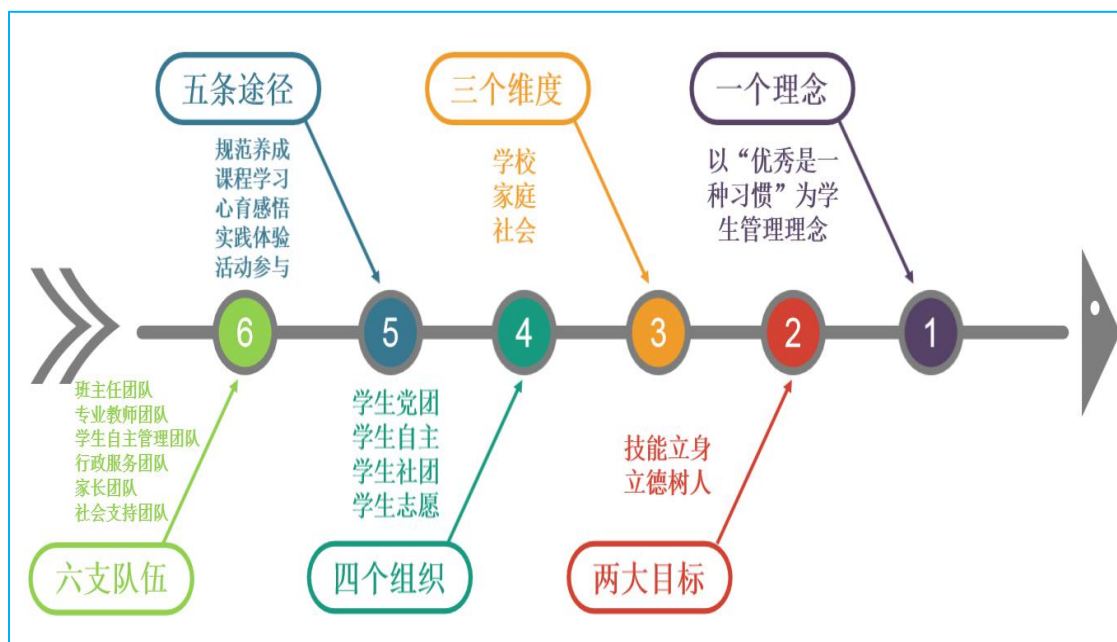 五条途径
三个维度
一个理念
规范养成
课程学习
心育感悟
实践体验
活动参与
学校
家庭
社会
以“优秀是一
种习惯”为学
生管理理念
6
5
4
3
2
1
班主任团队
专业教师团队
学生自主管理团队
行政服务团队
家长团队
社会支持团队
学生党团
学生自主
学生社团
学生志愿
技能立身
立德树人
六支队伍
四个组织
两大目标